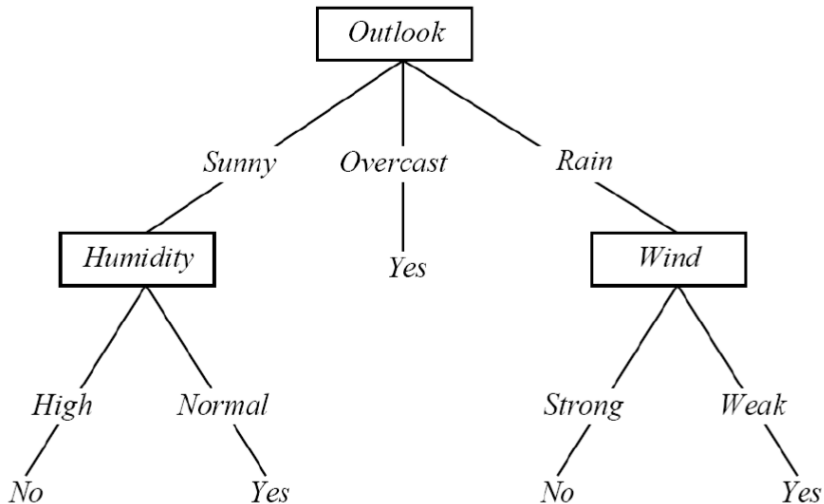 Outlook
Sunny Overcast Rain
Humidity Yes Wind
High Normal Strong Weak
No Yes No Yes